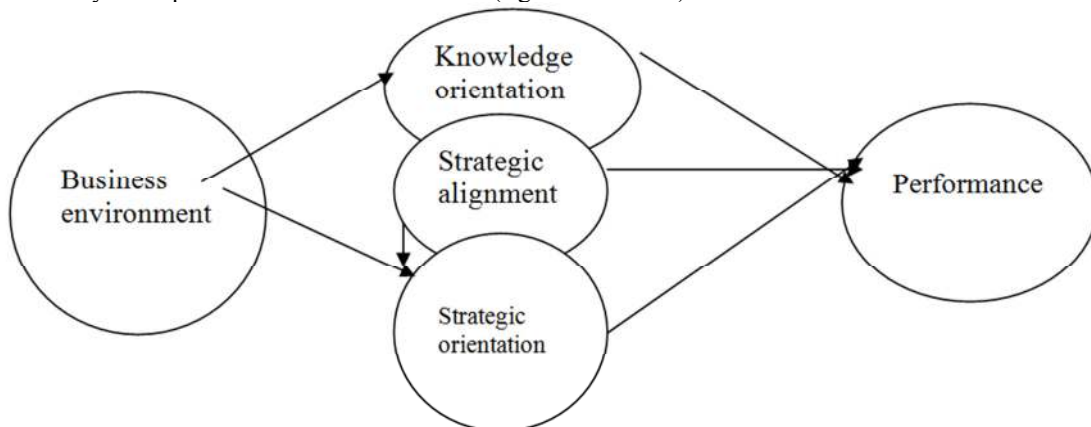 Knowledge
orientation
Strategic
alignment
Business
environment
Performance
Strategic
orientation